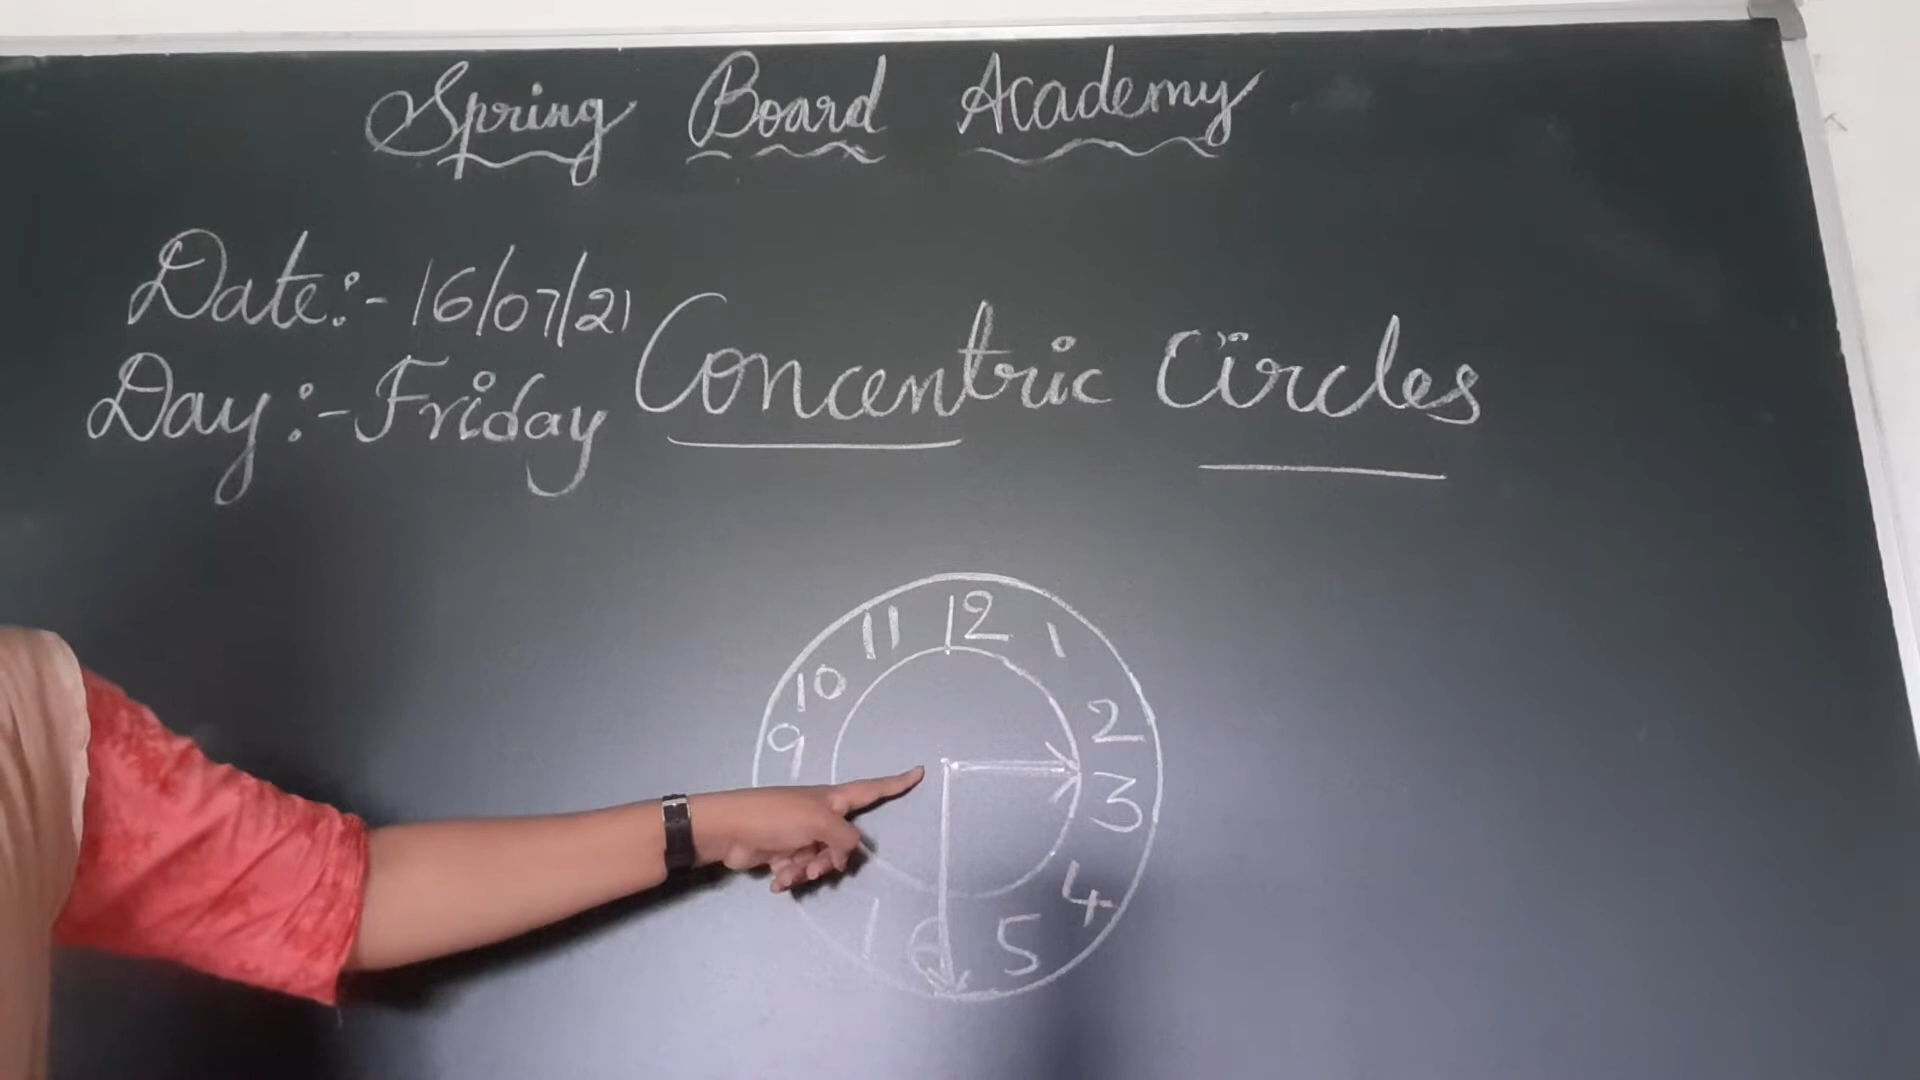 Spring Board Academy
Date:- 16/07/21
Day:- Friday
Concentric Circles
11 12 1
10 2
9 3
4
6 5